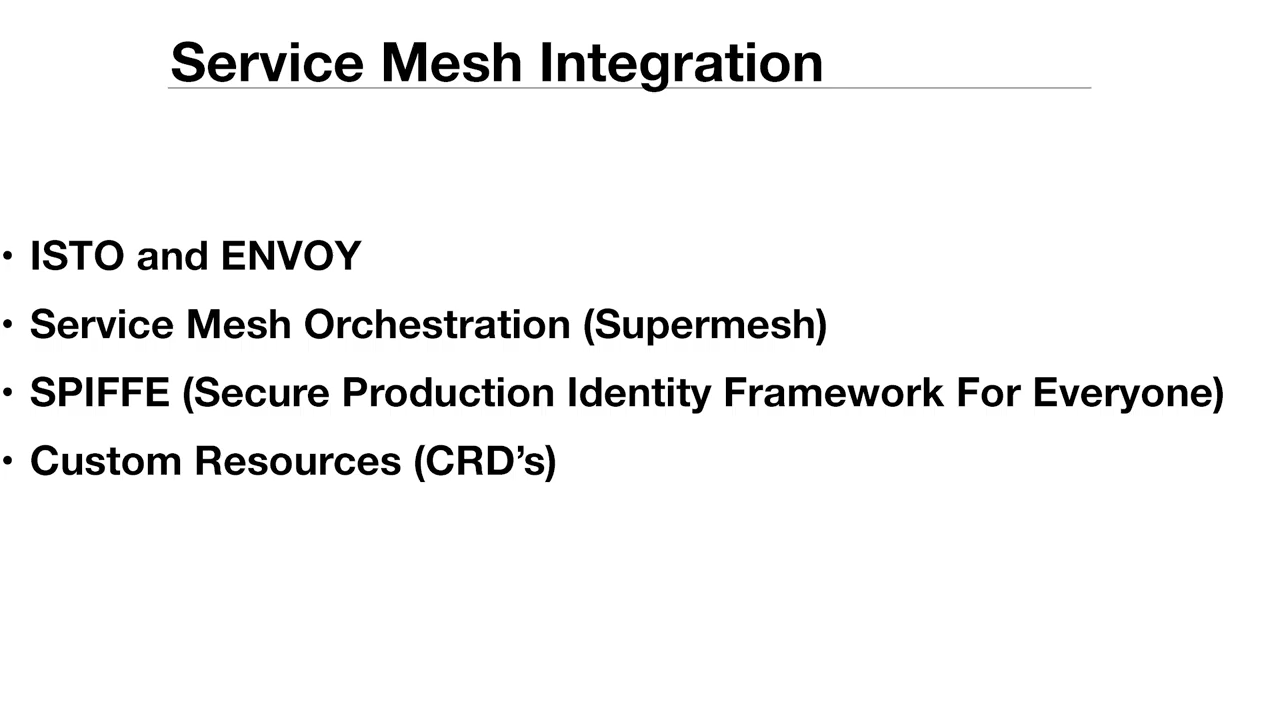 Service Mesh Integration
• ISTO and ENVOY
• Service Mesh Orchestration (Supermesh)
• SPIFFE (Secure Production Identity Framework For Everyone)
• Custom Resources (CRD’s)